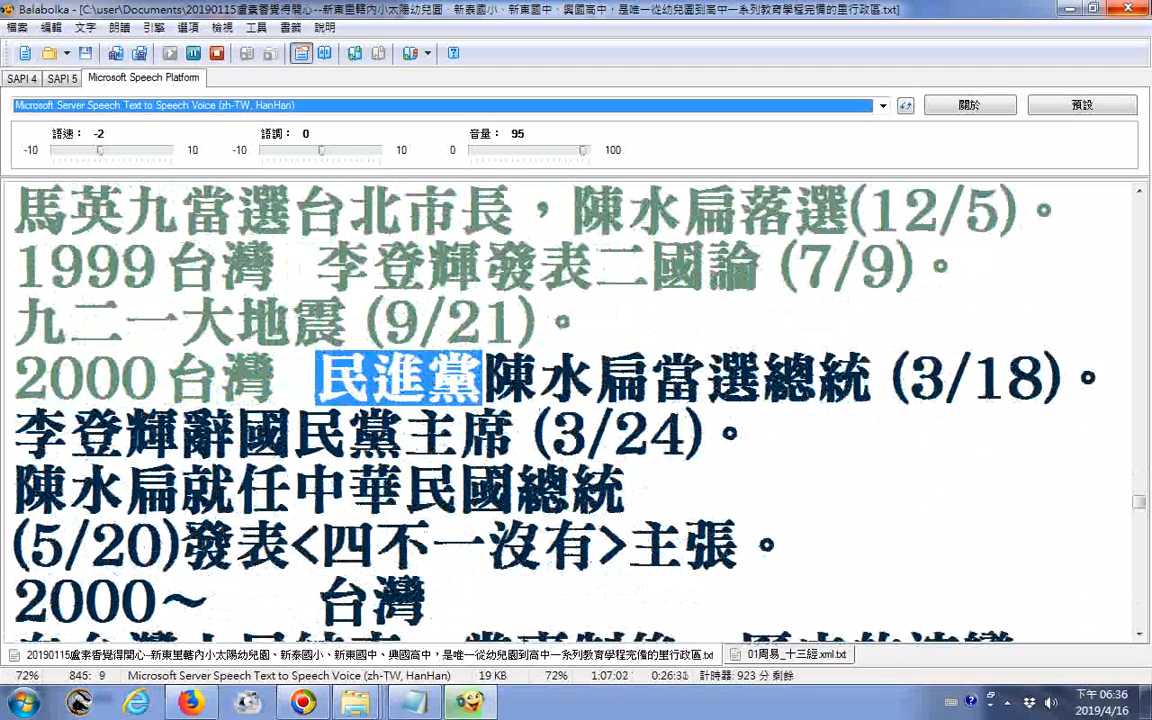 Balabolka - [C:\user\Documents\20190115盧素香覺得開心--新東里轄內小太陽幼兒園、新泰國小、新東國中、興國高中，是唯一從幼兒園到高中一系列教育學程完備的里行政區.txt]
檔案 編輯 文字 朗讀 引擎 選項 檢視 工具 書籤 說明
SAPI 4 SAPI 5 Microsoft Speech Platform
Microsoft Server Speech Text to Speech Voice (zh-TW, HanHan) 關於 預設
語速： -2 語調： 0 音量： 95
-10 10 -10 10 0 100
馬英九當選台北市長，陳水扁落選(12/5)。
1999台灣 李登輝發表二國論 (7/9)。
九二一大地震 (9/21)。
2000台灣 民進黨陳水扁當選總統 (3/18)。
李登輝辭國民黨主席 (3/24)。
陳水扁就任中華民國總統
(5/20)發表<四不一沒有>主張。
2000～ 台灣
20190115盧素香覺得開心--新東里轄內小太陽幼兒園、新泰國小、新東國中、興國高中，是唯一從幼兒園到高中一系列教育學程完備的里行政區.txt 01周易_十三經.txt
72% 845: 9 Microsoft Server Speech Text to Speech Voice (zh-TW, HanHan) 19 KB 72% 1:07:02 0:26:31 計時器: 923 分 剩餘
下午 06:36
2019/4/16